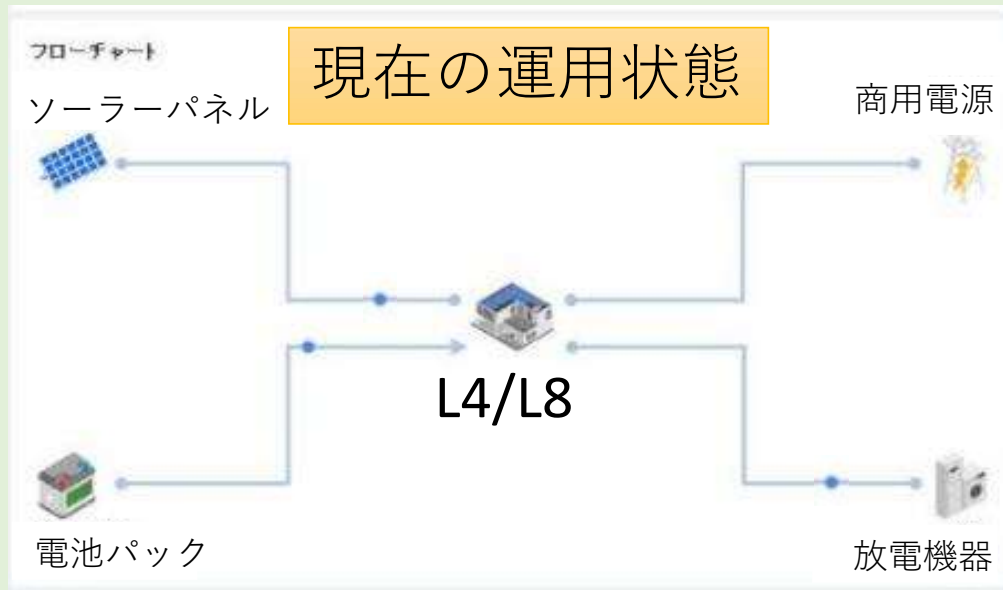 フローチャート
現在の運用状態
ソーラーパネル
商用電源
L4/L8
電池パック
放電機器